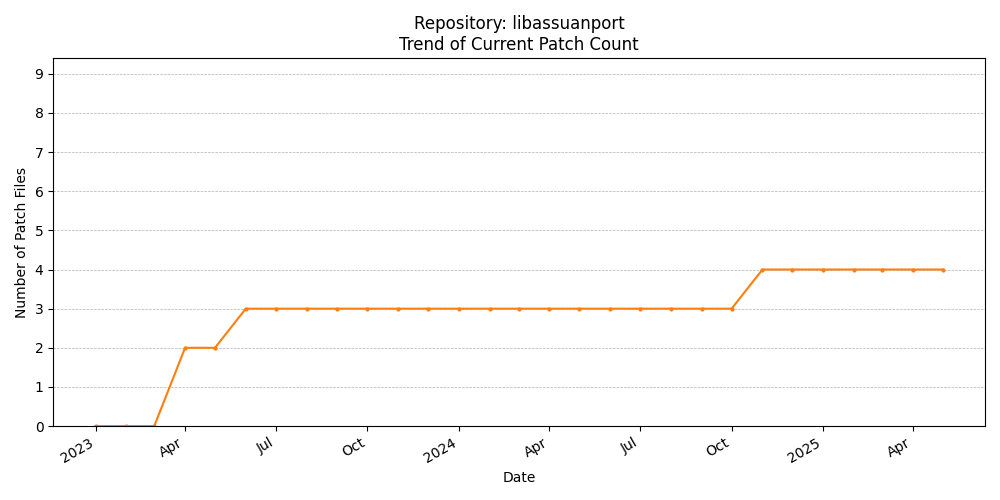 Repository: libassuanport
Trend of Current Patch Count
Number of Patch Files
9
8
7
6
5
4
3
2
1
0
2023
Apr
Jul
Oct
2024
Apr
Jul
Oct
2025
Apr
Date